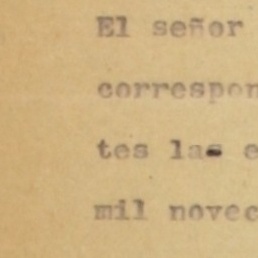 El señor
correspon
tes las e
mil novec